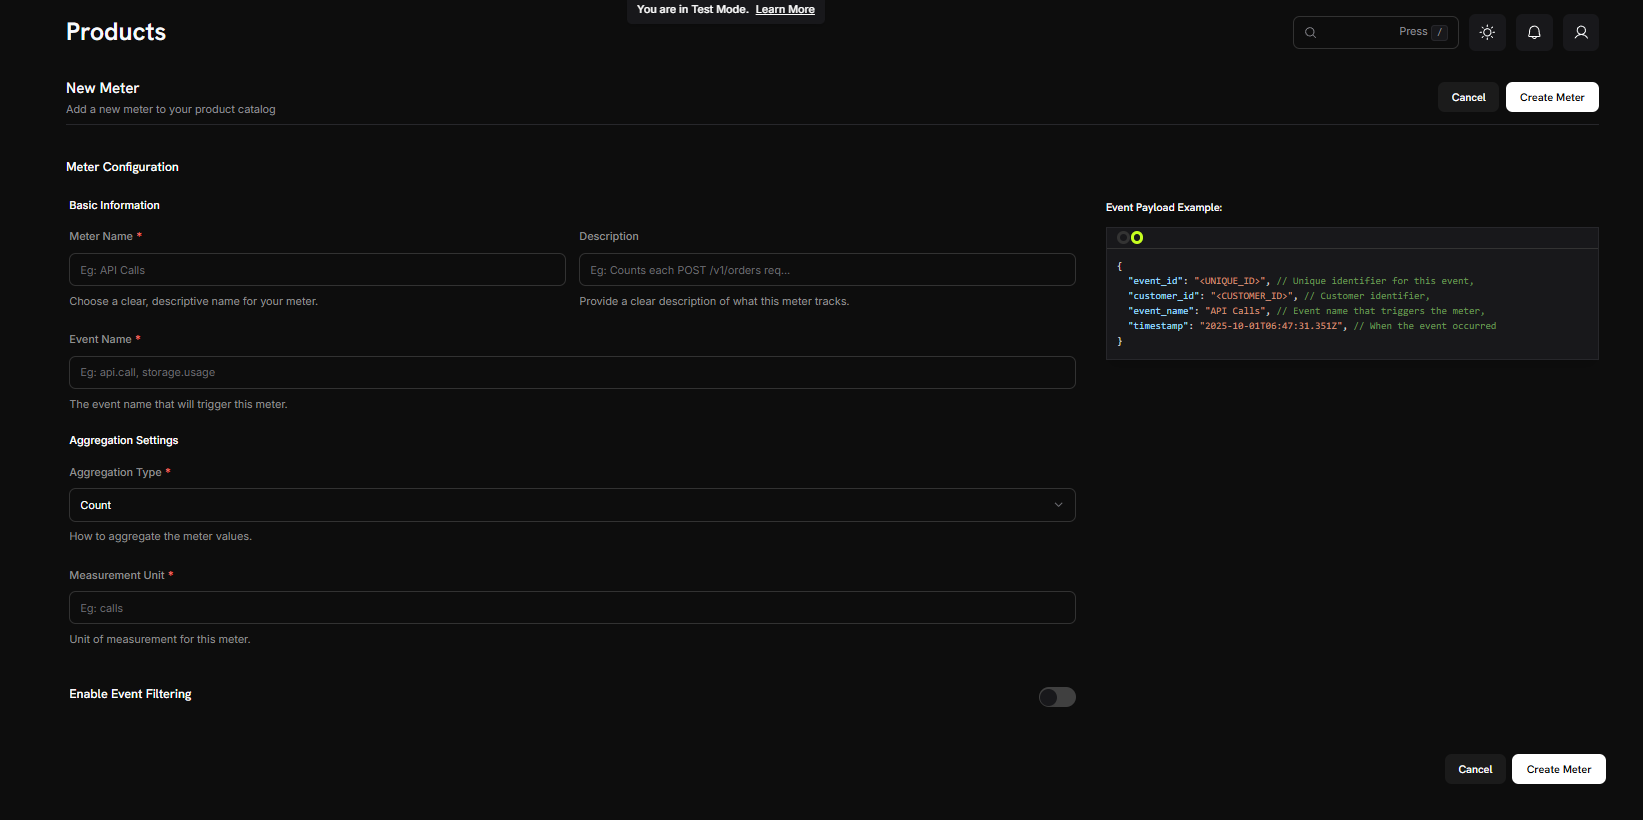 You are in Test Mode. Learn More
Products
Press /
New Meter
Add a new meter to your product catalog
Cancel
Create Meter
Meter Configuration
Basic Information
Meter Name *
Eg: API Calls
Choose a clear, descriptive name for your meter.
Description
Eg: Counts each POST /v1/orders req...
Provide a clear description of what this meter tracks.
Event Name *
Eg: api.call, storage.usage
The event name that will trigger this meter.
Aggregation Settings
Aggregation Type *
Count
How to aggregate the meter values.
Measurement Unit *
Eg: calls
Unit of measurement for this meter.
Enable Event Filtering
Event Payload Example:
{
"event_id": "<UNIQUE_ID>", // Unique identifier for this event,
"customer_id": "<CUSTOMER_ID>", // Customer identifier,
"event_name": "API Calls", // Event name that triggers the meter,
"timestamp": "2025-10-01T06:47:31.351Z", // When the event occurred
}
Cancel
Create Meter